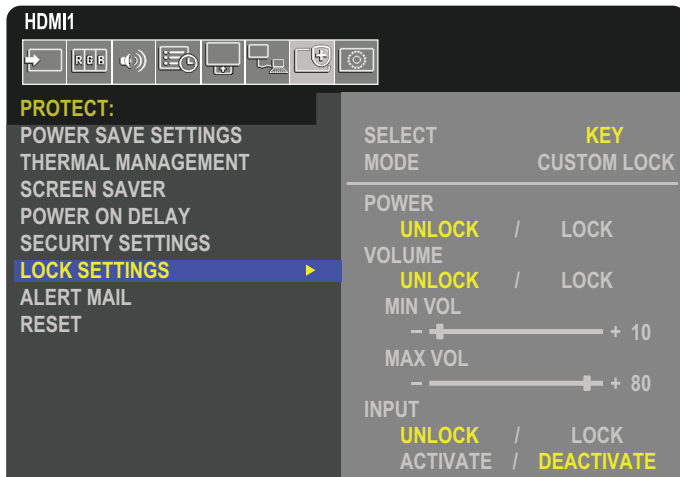 HDMI1
RGB
PROTECT:
POWER SAVE SETTINGS
THERMAL MANAGEMENT
SCREEN SAVER
POWER ON DELAY
SECURITY SETTINGS
LOCK SETTINGS
ALERT MAIL
RESET
SELECT KEY
MODE CUSTOM LOCK
POWER
UNLOCK / LOCK
VOLUME
UNLOCK / LOCK
MIN VOL
− + 10
MAX VOL
− + 80
INPUT
UNLOCK / LOCK
ACTIVATE / DEACTIVATE